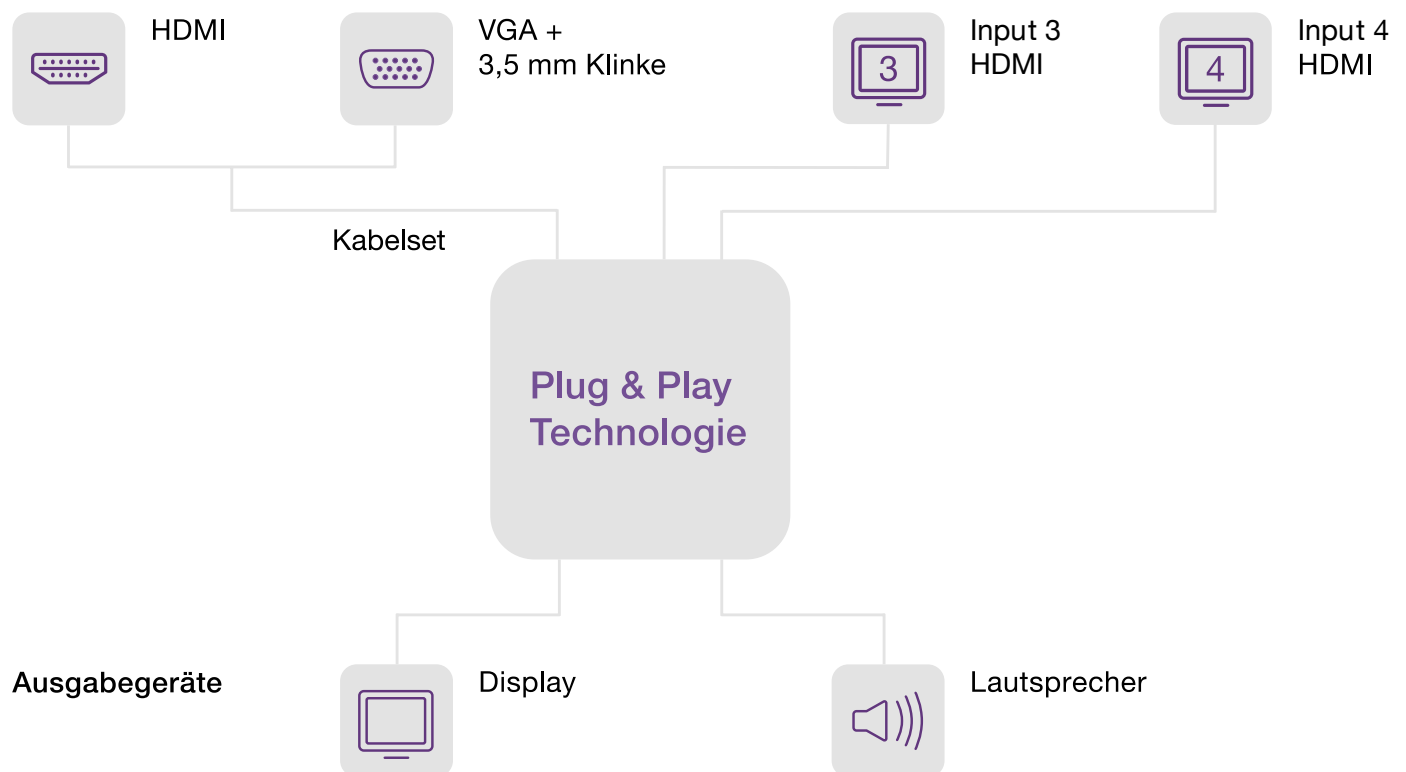 HDMI
VGA +
3,5 mm Klinke
Input 3
HDMI
Input 4
HDMI
3
4
Kabelset
Plug & Play
Technologie
Ausgabegeräte
Display
Lautsprecher